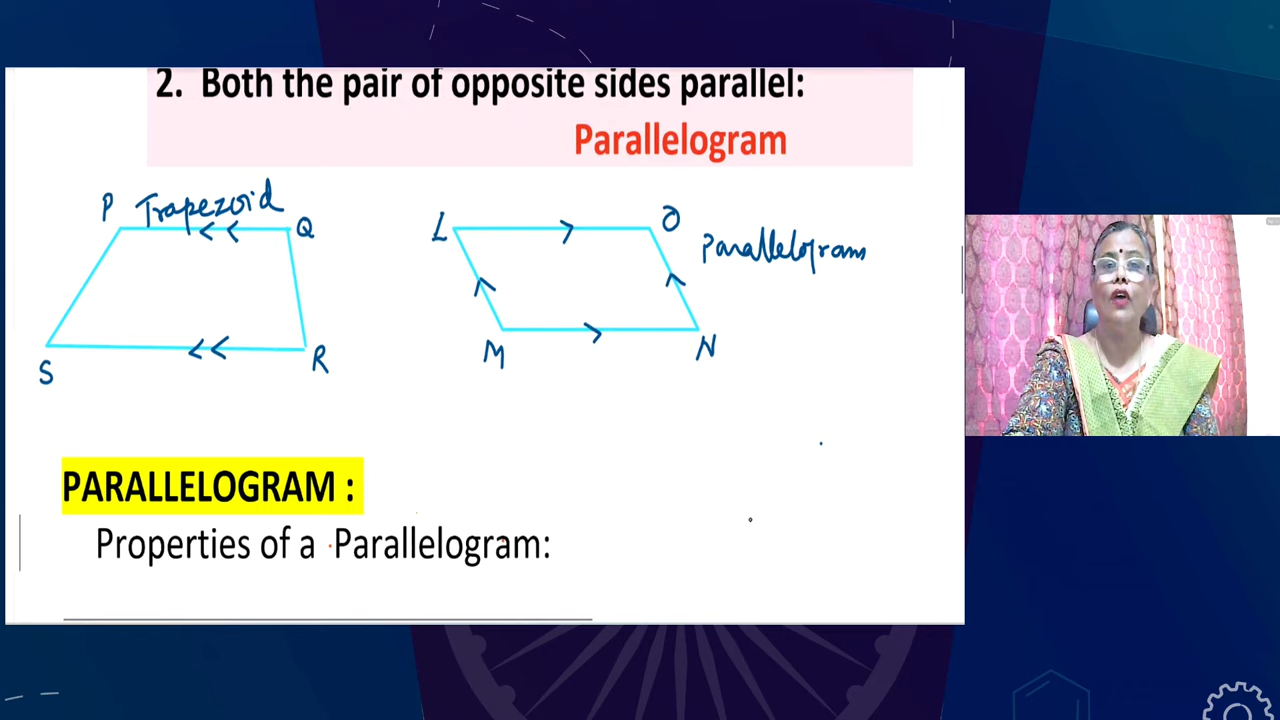 2. Both the pair of opposite sides parallel:
Parallelogram
P Trapezoid Q
S R
L O
Parallelogram
M N
PARALLELOGRAM :
Properties of a Parallelogram: